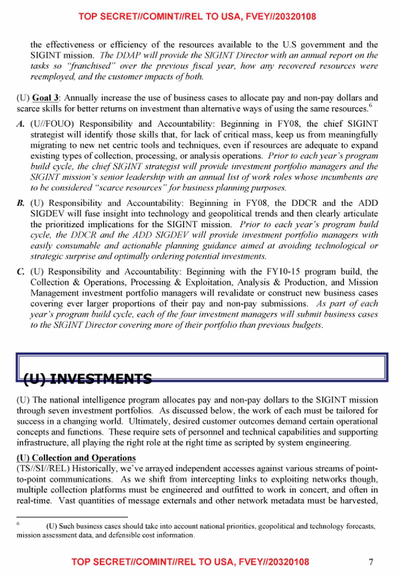 TOP SECRET//COMINT//REL TO USA, FVEY//20320108
the effectiveness or efficiency of the resources available to the U.S government and the
SIGINT mission. The DDAP will provide the SIGINT Director with an annual report on the
tasks so “franchised” over the previous fiscal year, how any recovered resources were
reemployed, and the customer impacts of both.
(U) Goal 3: Annually increase the use of business cases to allocate pay and non-pay dollars and
scarce skills for better returns on investment than alternative ways of using the same resources.6
A. (U//FOUO) Responsibility and Accountability: Beginning in FY08, the chief SIGINT
strategist will identify those skills that, for lack of critical mass, keep us from meaningfully
migrating to new net centric tools and techniques, even if resources are adequate to expand
existing types of collection, processing, or analysis operations. Prior to each year's program
build cycle, the chief SIGINT strategist will provide investment portfolio managers and the
SIGINT mission's senior leadership with an annual list of work roles whose incumbents are
to be considered “scarce resources” for business planning purposes.
B. (U) Responsibility and Accountability: Beginning in FY08, the DDCR and the ADD
SIGDEV will fuse insight into technology and geopolitical trends and then clearly articulate
the prioritized implications for the SIGINT mission. Prior to each year's program build
cycle, the DDCR and the ADD SIGDEV will provide investment portfolio managers with
easily consumable and actionable planning guidance aimed at avoiding technological or
strategic surprise and optimally ordering potential investments.
C. (U) Responsibility and Accountability: Beginning with the FY10-15 program build, the
Collection & Operations, Processing & Exploitation, Analysis & Production, and Mission
Management investment portfolio managers will revalidate or construct new business cases
covering ever larger proportions of their pay and non-pay submissions. As part of each
year's program build cycle, each of the four investment managers will submit business cases
to the SIGINT Director covering more of their portfolio than previous budgets.
(U) INVESTMENTS
(U) The national intelligence program allocates pay and non-pay dollars to the SIGINT mission
through seven investment portfolios. As discussed below, the work of each must be tailored for
success in a changing world. Ultimately, desired customer outcomes demand certain operational
concepts and functions. These require sets of personnel and technical capabilities and supporting
infrastructure, all playing the right role at the right time as scripted by system engineering.
(U) Collection and Operations
(TS//SI//REL) Historically, we've arrayed independent accesses against various streams of point-
to-point communications. As we shift from intercepting links to exploiting networks though,
multiple collection platforms must be engineered and outfitted to work in concert, and often in
real-time. Vast quantities of message externals and other network metadata must be harvested,
6 (U) Such business cases should take into account national priorities, geopolitical and technology forecasts,
mission assessment data, and defensible cost information.
TOP SECRET//COMINT//REL TO USA, FVEY//20320108 7